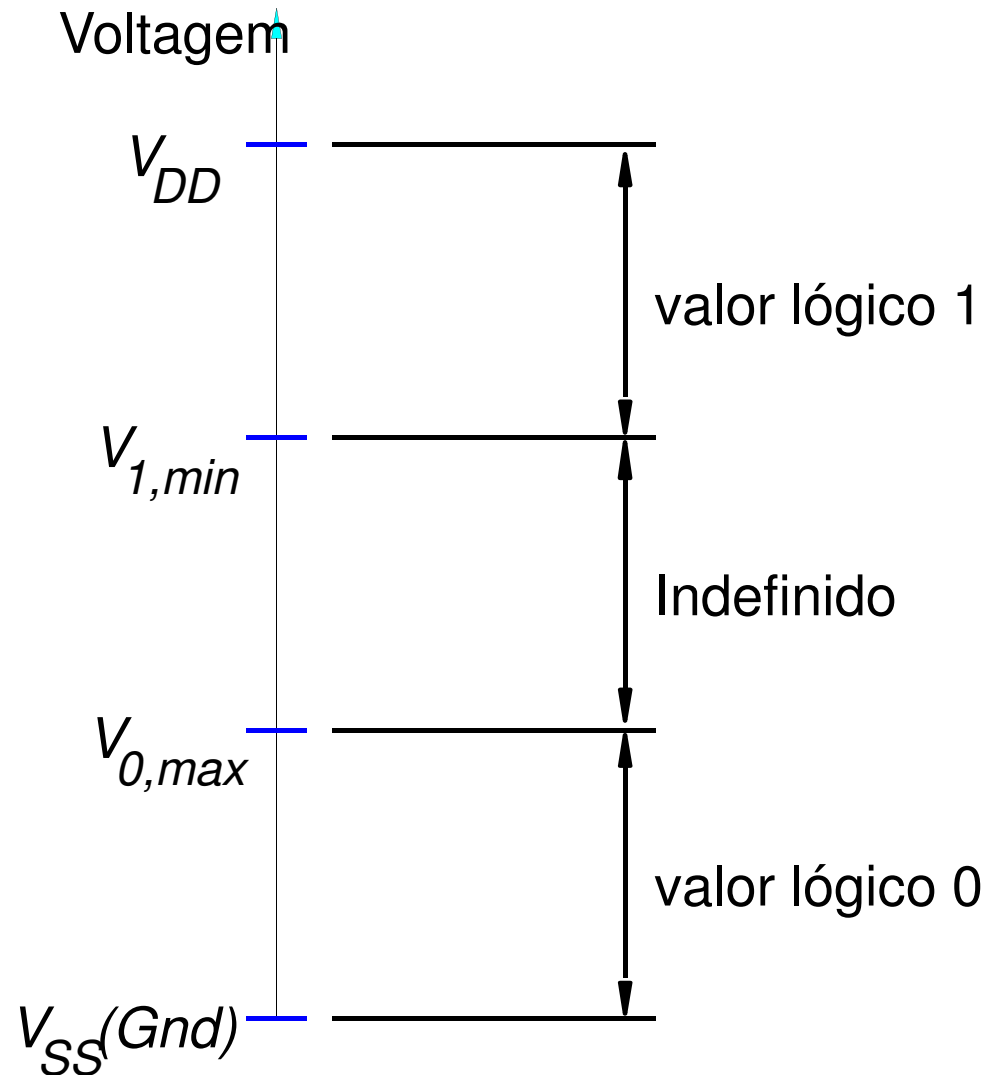 Voltagem
V_DD
valor lógico 1
V_1,min
Indefinido
V_0,max
valor lógico 0
V_SS(Gnd)